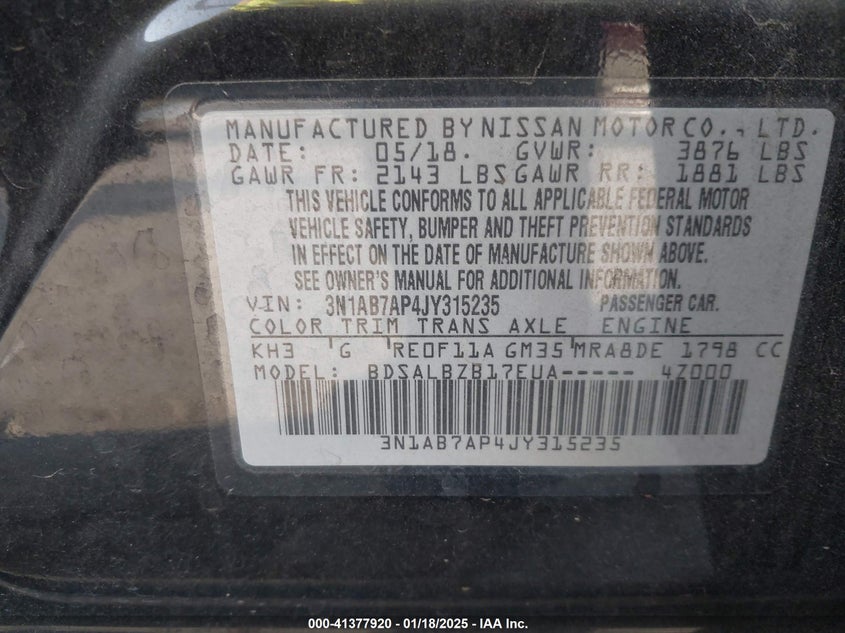 MANUFACTURED BY NISSAN MOTOR CO., LTD.
DATE: 05/18. GVWR: 3876 LBS
GAWR FR: 2143 LBS GAWR RR: 1881 LBS
THIS VEHICLE CONFORMS TO ALL APPLICABLE FEDERAL MOTOR
VEHICLE SAFETY, BUMPER AND THEFT PREVENTION STANDARDS
IN EFFECT ON THE DATE OF MANUFACTURE SHOWN ABOVE.
SEE OWNER'S MANUAL FOR ADDITIONAL INFORMATION.
VIN: 3N1AB7AP4JY315235 PASSENGER CAR.
COLOR TRIM TRANS AXLE ENGINE
KH3 G RE0F11A GM35 MRA8DE 1798 CC
MODEL: BDSALBZB17EUA----- 4Z000
3N1AB7AP4JY315235
000-41377920 - 01/18/2025 - IAA Inc.